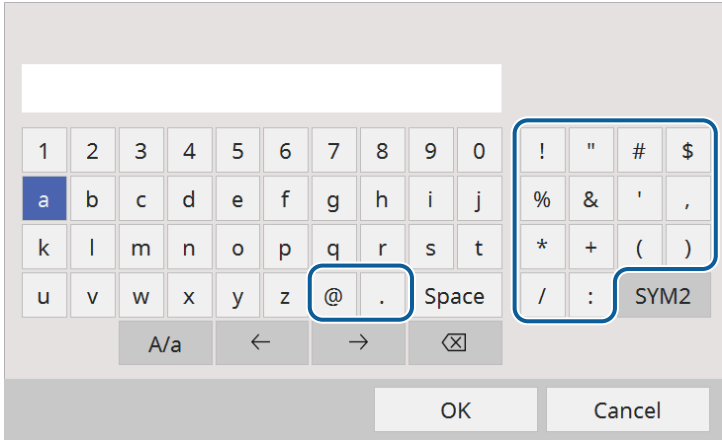 1 2 3 4 5 6 7 8 9 0 ! " # $
a b c d e f g h i j % & ' ,
k l m n o p q r s t * + ( )
u v w x y z @ . Space / : SYM2
A/a ← → ⌫
OK Cancel